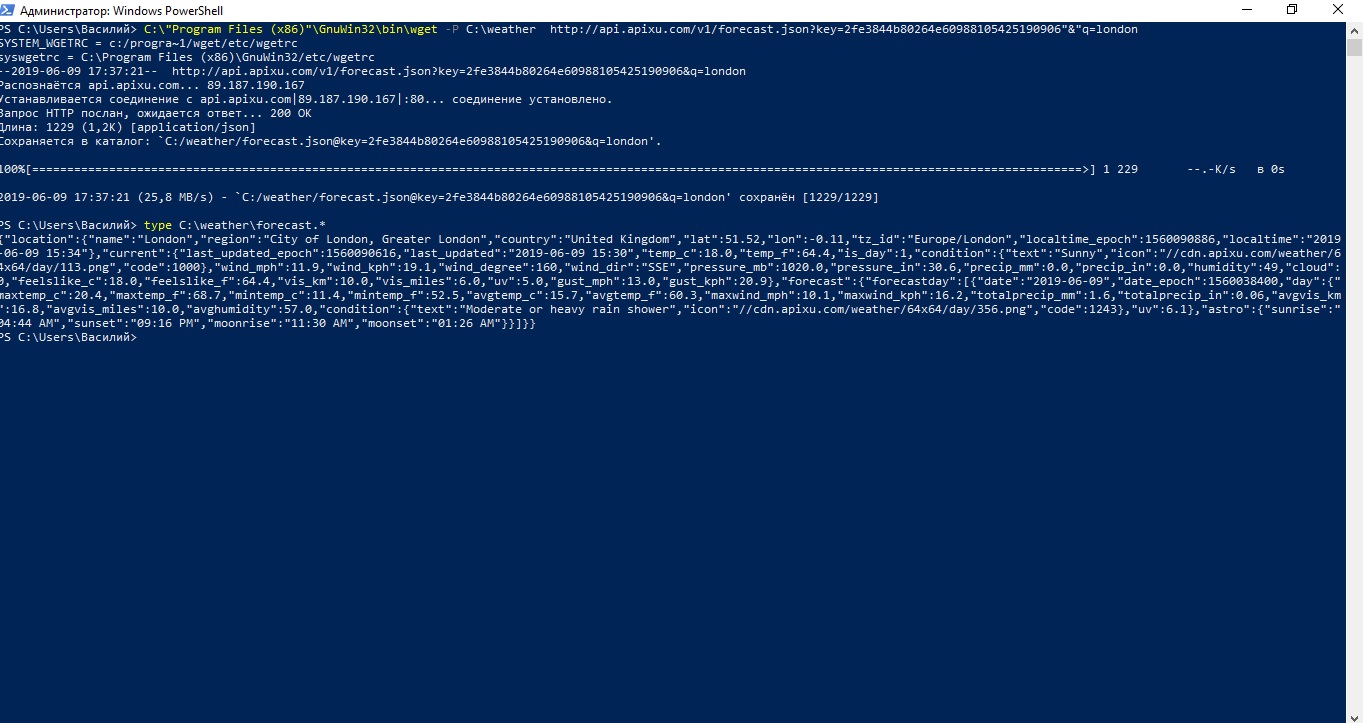 Администратор: Windows PowerShell
PS C:\Users\Василий> C:\"Program Files (x86)"\GnuWin32\bin\wget -P C:\weather  http://api.apixu.com/v1/forecast.json?key=2fe3844b80264e60988105425190906"&"q=london
SYSTEM_WGETRC = c:/progra~1/wget/etc/wgetrc
syswgetrc = C:\Program Files (x86)\GnuWin32/etc/wgetrc
--2019-06-09 17:37:21--  http://api.apixu.com/v1/forecast.json?key=2fe3844b80264e60988105425190906&q=london
Распознаётся api.apixu.com... 89.187.190.167
Устанавливается соединение с api.apixu.com|89.187.190.167|:80... соединение установлено.
Запрос HTTP послан, ожидается ответ... 200 OK
Длина: 1229 (1,2K) [application/json]
Сохраняется в каталог: `C:/weather/forecast.json@key=2fe3844b80264e60988105425190906&q=london'.
100%[======================================================================================================================================================>] 1 229       --.-K/s   в 0s
2019-06-09 17:37:21 (25,8 MB/s) - `C:/weather/forecast.json@key=2fe3844b80264e60988105425190906&q=london' сохранён [1229/1229]
PS C:\Users\Василий> type C:\weather\forecast.*
{"location":{"name":"London","region":"City of London, Greater London","country":"United Kingdom","lat":51.52,"lon":-0.11,"tz_id":"Europe/London","localtime_epoch":1560090886,"localtime":"2019
-06-09 15:34"},"current":{"last_updated_epoch":1560090616,"last_updated":"2019-06-09 15:30","temp_c":18.0,"temp_f":64.4,"is_day":1,"condition":{"text":"Sunny","icon":"//cdn.apixu.com/weather/6
4x64/day/113.png","code":1000},"wind_mph":11.9,"wind_kph":19.1,"wind_degree":160,"wind_dir":"SSE","pressure_mb":1020.0,"pressure_in":30.6,"precip_mm":0.0,"precip_in":0.0,"humidity":49,"cloud":
0,"feelslike_c":18.0,"feelslike_f":64.4,"vis_km":10.0,"vis_miles":6.0,"uv":5.0,"gust_mph":13.0,"gust_kph":20.9},"forecast":{"forecastday":[{"date":"2019-06-09","date_epoch":1560038400,"day":{"
maxtemp_c":20.4,"maxtemp_f":68.7,"mintemp_c":11.4,"mintemp_f":52.5,"avgtemp_c":15.7,"avgtemp_f":60.3,"maxwind_mph":10.1,"maxwind_kph":16.2,"totalprecip_mm":1.6,"totalprecip_in":0.06,"avgvis_km
":16.8,"avgvis_miles":10.0,"avghumidity":57.0,"condition":{"text":"Moderate or heavy rain shower","icon":"//cdn.apixu.com/weather/64x64/day/356.png","code":1243},"uv":6.1},"astro":{"sunrise":"
04:44 AM","sunset":"09:16 PM","moonrise":"11:30 AM","moonset":"01:26 AM"}}]}}
PS C:\Users\Василий>